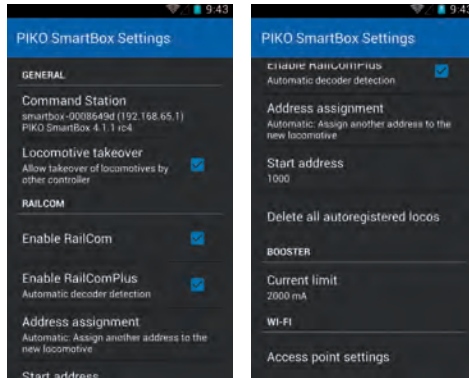 9:43
PIKO SmartBox Settings
GENERAL
Command Station
smartbox-0008649d (192.168.65.1)
PIKO SmartBox 4.1.1 rc4
Locomotive takeover
Allow takeover of locomotives by
other controller
RAILCOM
Enable RailCom
Enable RailComPlus
Automatic decoder detection
Address assignment
Automatic: Assign another address to the
new locomotive
Start address
9:43
PIKO SmartBox Settings
Enable RailComPlus
Automatic decoder detection
Address assignment
Automatic: Assign another address to the
new locomotive
Start address
1000
Delete all autoregistered locos
BOOSTER
Current limit
2000 mA
WI-FI
Access point settings